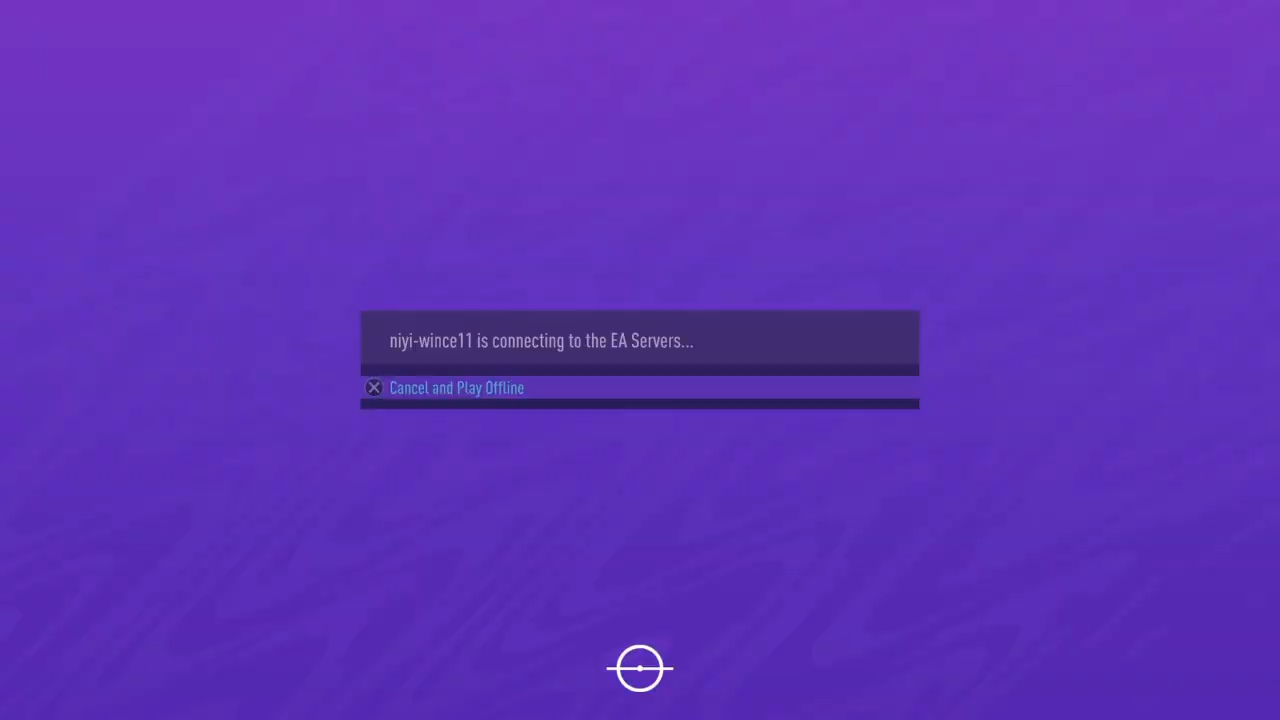 niyi-wince11 is connecting to the EA Servers...
Cancel and Play Offline